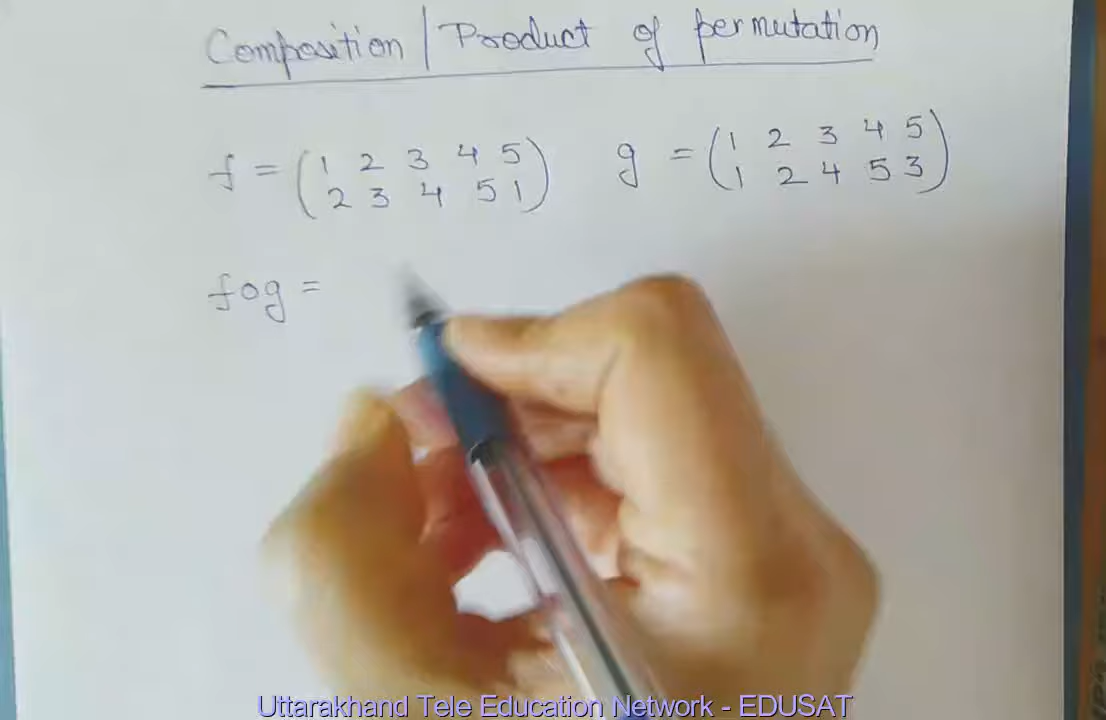 Composition / Product of permutation
f = (1 2 3 4 5 g = (1 2 3 4 5
2 3 4 5 1) 1 2 4 5 3)
fog =
Uttarakhand Tele Education Network - EDUSAT